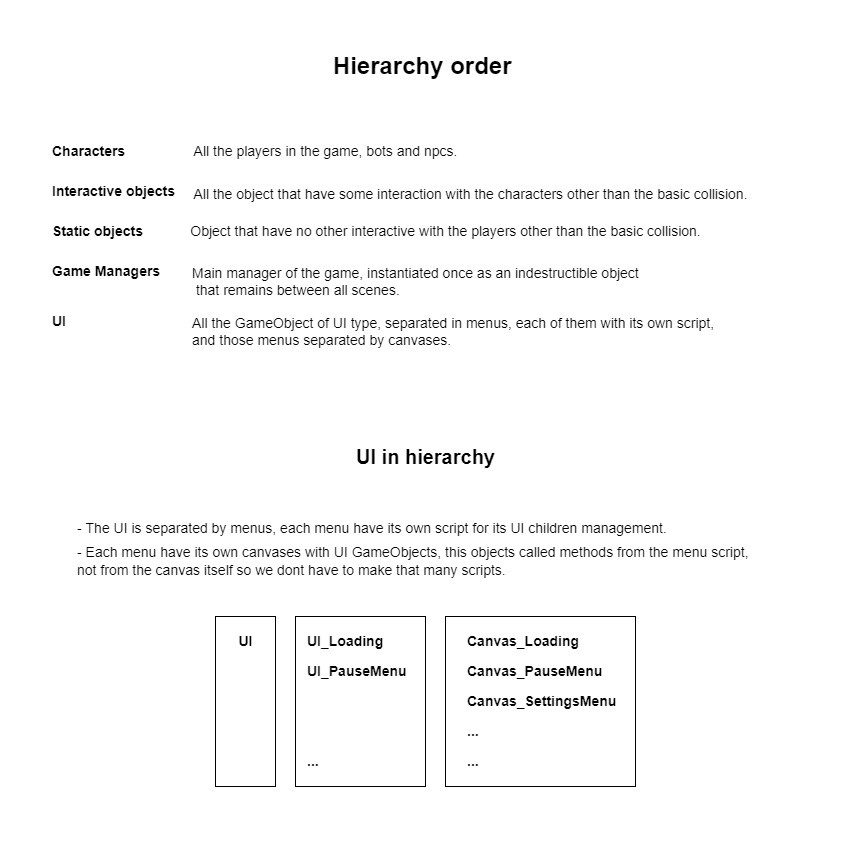 Hierarchy order
Characters All the players in the game, bots and npcs.
Interactive objects All the object that have some interaction with the characters other than the basic collision.
Static objects Object that have no other interactive with the players other than the basic collision.
Game Managers Main manager of the game, instantiated once as an indestructible object
that remains between all scenes.
UI All the GameObject of UI type, separated in menus, each of them with its own script,
and those menus separated by canvases.
UI in hierarchy
- The UI is separated by menus, each menu have its own script for its UI children management.
- Each menu have its own canvases with UI GameObjects, this objects called methods from the menu script,
not from the canvas itself so we dont have to make that many scripts.
UI
UI_Loading
UI_PauseMenu
...
Canvas_Loading
Canvas_PauseMenu
Canvas_SettingsMenu
...
...